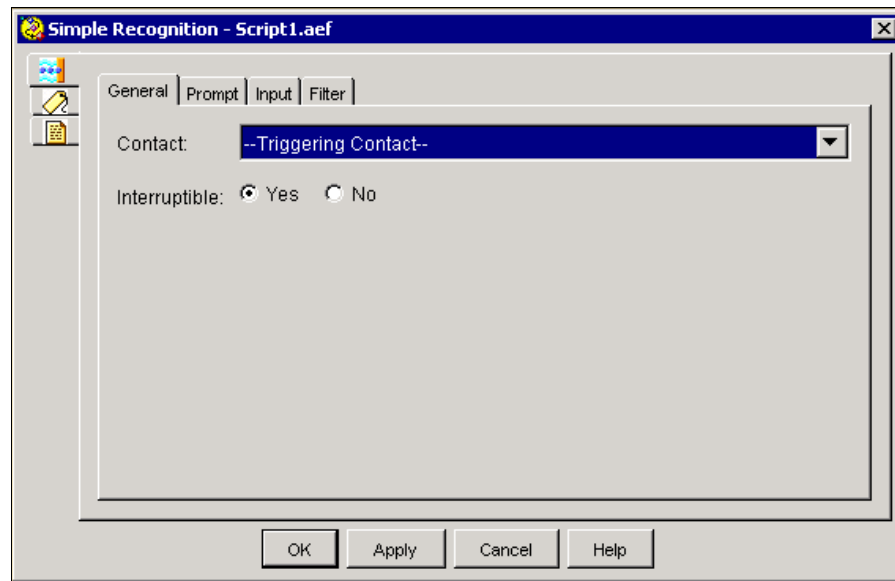 Simple Recognition - Script1.aef
General Prompt Input Filter
Contact: --Triggering Contact--
Interruptible: Yes No
OK Apply Cancel Help